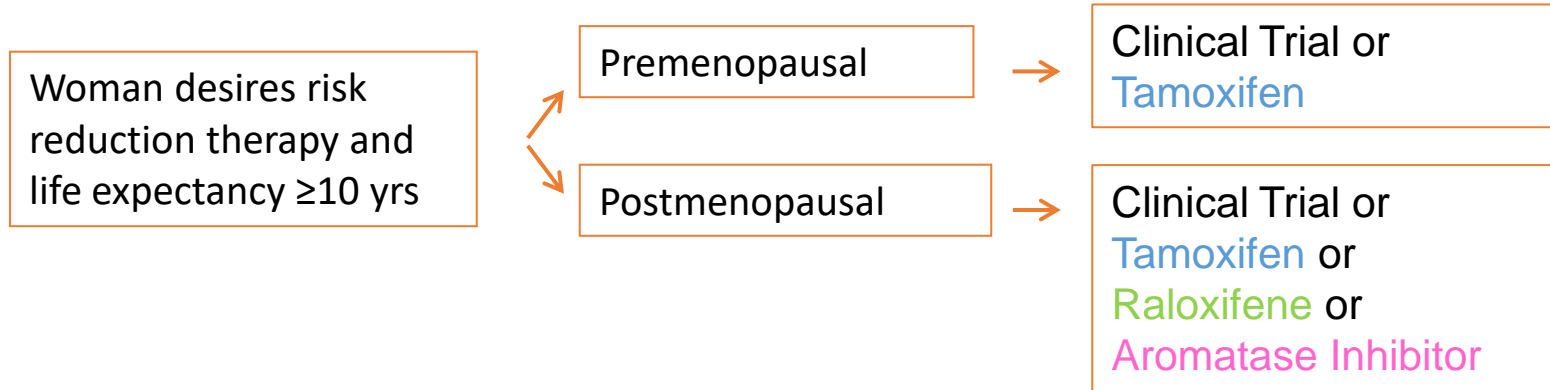 Woman desires risk
reduction therapy and
life expectancy ≥10 yrs
Premenopausal
Clinical Trial or
Tamoxifen
Postmenopausal
Clinical Trial or
Tamoxifen or
Raloxifene or
Aromatase Inhibitor